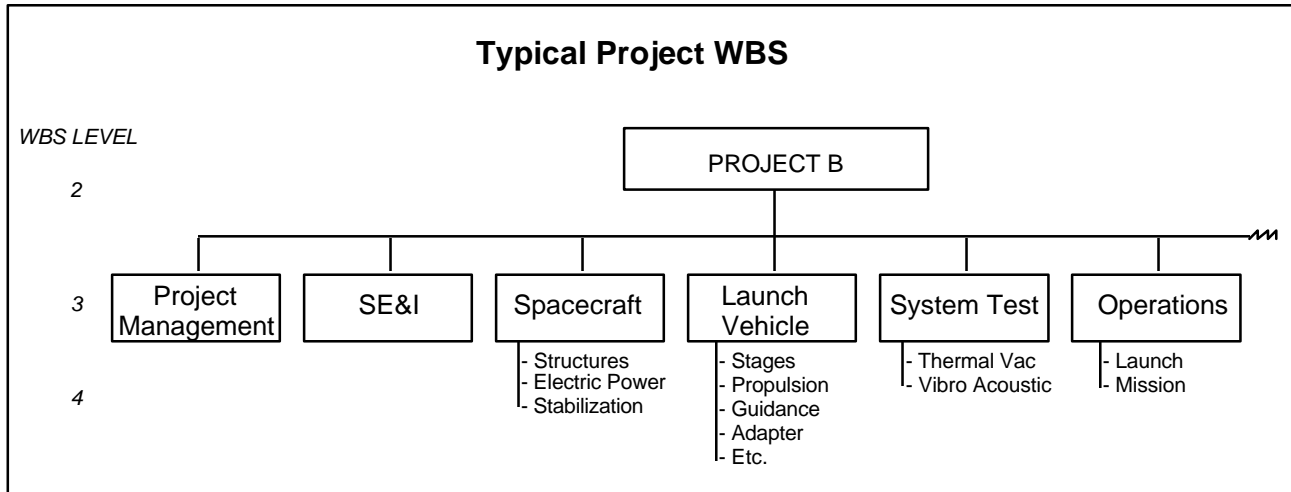 Typical Project WBS
WBS LEVEL
PROJECT B
2
3
Project
Management
SE&I
Spacecraft
Launch
Vehicle
System Test
Operations
4
- Structures
- Electric Power
- Stabilization
- Stages
- Propulsion
- Guidance
- Adapter
- Etc.
- Thermal Vac
- Vibro Acoustic
- Launch
- Mission